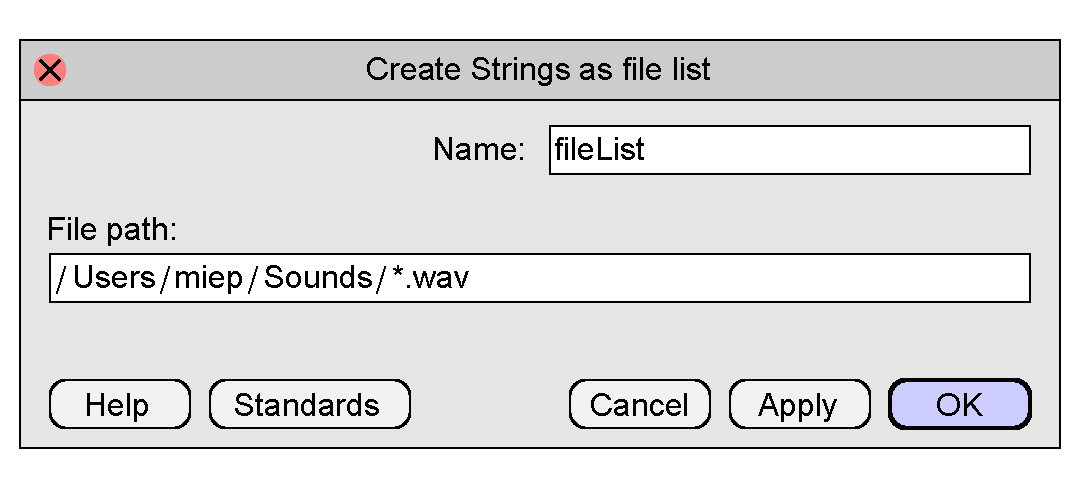 Create Strings as file list
Name: fileList
File path:
/Users/miep/Sounds/*.wav
Help Standards Cancel Apply OK